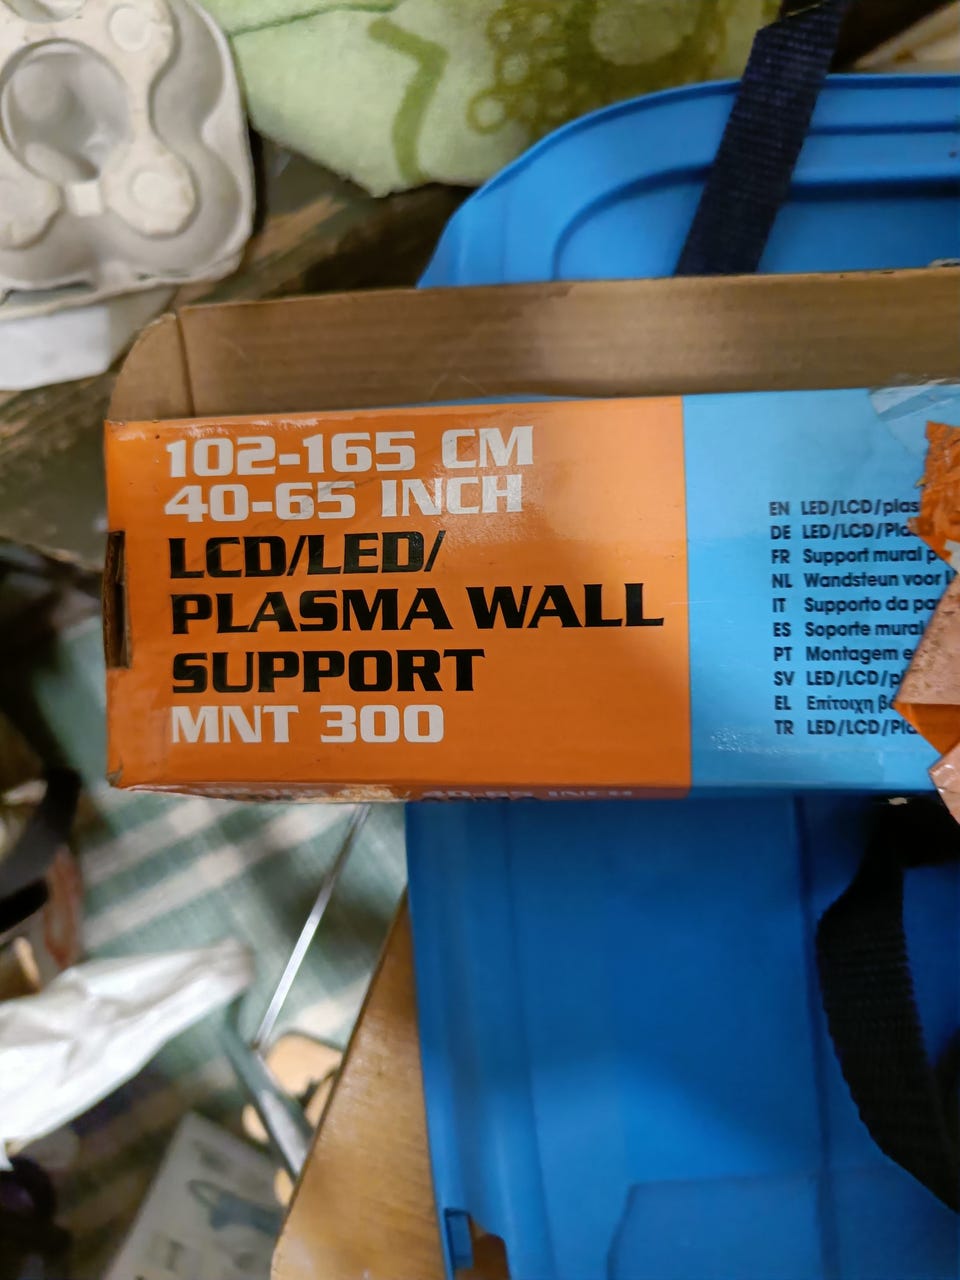 102-165 CM
40-65 INCH
LCD/LED/
PLASMA WALL
SUPPORT
MNT 300
EN LED/LCD/plas
DE LED/LCD/Pla
FR Support mural p
NL Wandsteun voor L
IT Supporto da pa
ES Soporte mural
PT Montagem e
SV LED/LCD/pl
EL Επίτοιχη βά
TR LED/LCD/Pla